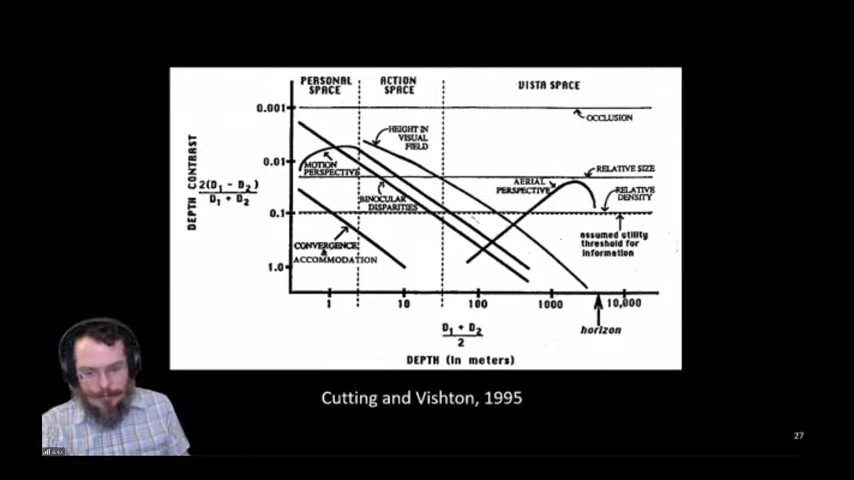 PERSONAL SPACE
ACTION SPACE
VISTA SPACE
0.001
OCCLUSION
HEIGHT IN VISUAL FIELD
0.01
MOTION PERSPECTIVE
RELATIVE SIZE
AERIAL PERSPECTIVE
RELATIVE DENSITY
BINOCULAR DISPARITIES
DEPTH CONTRAST
2(D1 - D2)
D1 + D2
0.1
assumed utility threshold for information
CONVERGENCE & ACCOMMODATION
1.0
1
10
100
1000
10,000
D1 + D2
2
horizon
DEPTH (in meters)
Cutting and Vishton, 1995
27